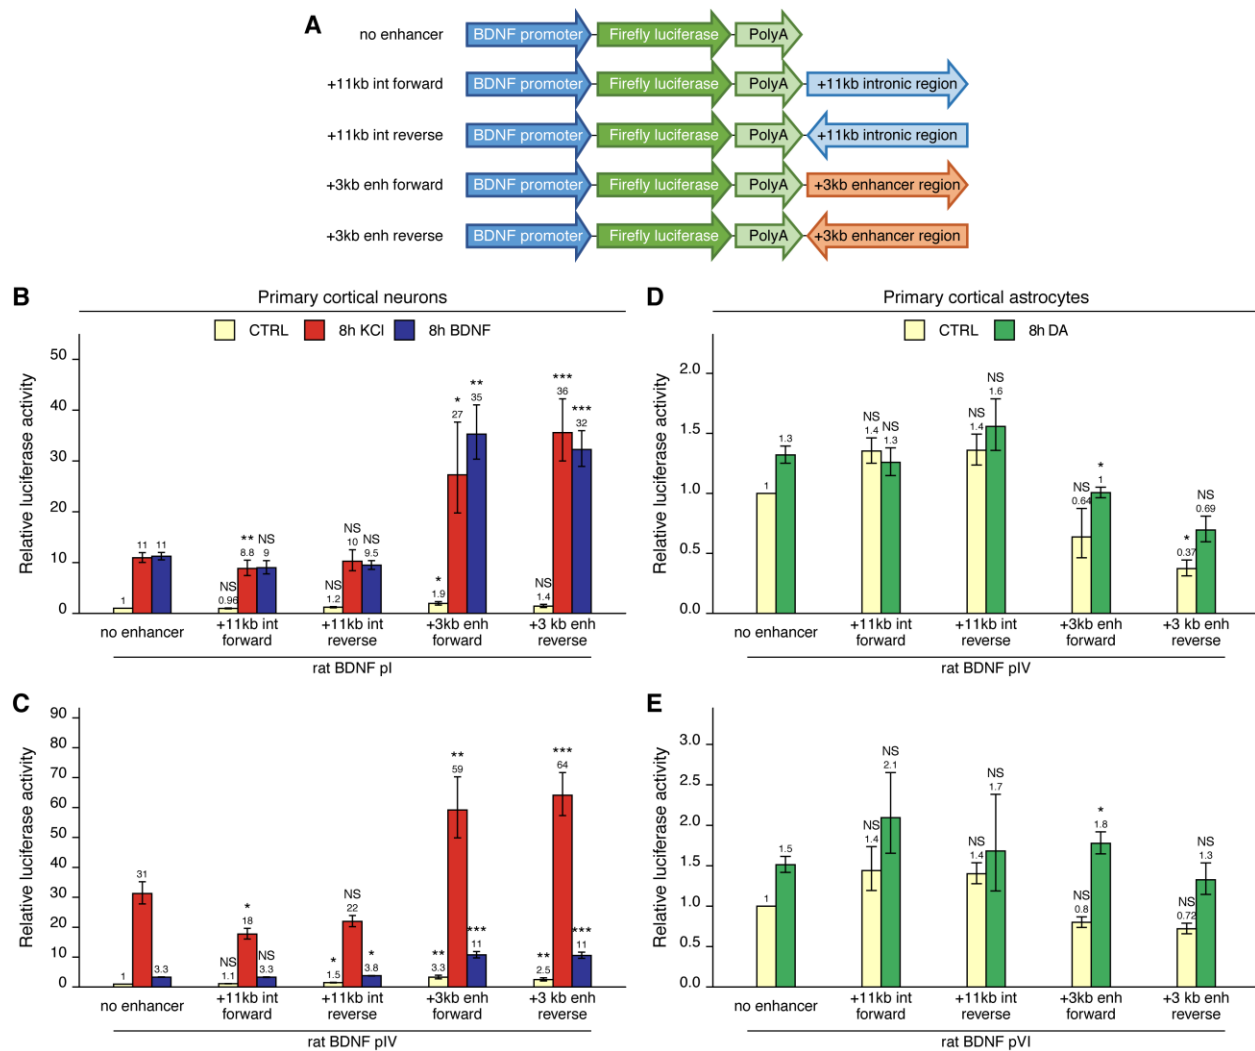 A
no enhancer
BDNF promoter
Firefly luciferase
PolyA
+11kb int forward
BDNF promoter
Firefly luciferase
PolyA
+11kb intronic region
+11kb int reverse
BDNF promoter
Firefly luciferase
PolyA
+11kb intronic region
+3kb enh forward
BDNF promoter
Firefly luciferase
PolyA
+3kb enhancer region
+3kb enh reverse
BDNF promoter
Firefly luciferase
PolyA
+3kb enhancer region
B
Primary cortical neurons
CTRL
8h KCl
8h BDNF
Relative luciferase activity
50
40
30
20
10
0
1
11
11
NS
0.96
**
8.8
NS
9
NS
1.2
NS
10
NS
9.5
*
1.9
*
27
**
35
NS
1.4
***
36
***
32
no enhancer
+11kb int
forward
+11kb int
reverse
+3kb enh
forward
+3 kb enh
reverse
rat BDNF pI
C
Relative luciferase activity
90
80
70
60
50
40
30
20
10
0
1
31
3.3
NS
1.1
*
18
NS
3.3
*
1.5
NS
22
*
3.8
**
3.3
**
59
***
11
**
2.5
***
64
***
11
no enhancer
+11kb int
forward
+11kb int
reverse
+3kb enh
forward
+3 kb enh
reverse
rat BDNF pIV
D
Primary cortical astrocytes
CTRL
8h DA
Relative luciferase activity
2.0
1.5
1.0
0.5
0.0
1
1.3
NS
1.4
NS
1.3
NS
1.4
NS
1.6
NS
0.64
*
1
*
0.37
NS
0.69
no enhancer
+11kb int
forward
+11kb int
reverse
+3kb enh
forward
+3 kb enh
reverse
rat BDNF pIV
E
Relative luciferase activity
3.0
2.5
2.0
1.5
1.0
0.5
0.0
1
1.5
NS
1.4
NS
2.1
NS
1.4
NS
1.7
NS
0.8
*
1.8
NS
0.72
NS
1.3
no enhancer
+11kb int
forward
+11kb int
reverse
+3kb enh
forward
+3 kb enh
reverse
rat BDNF pVI